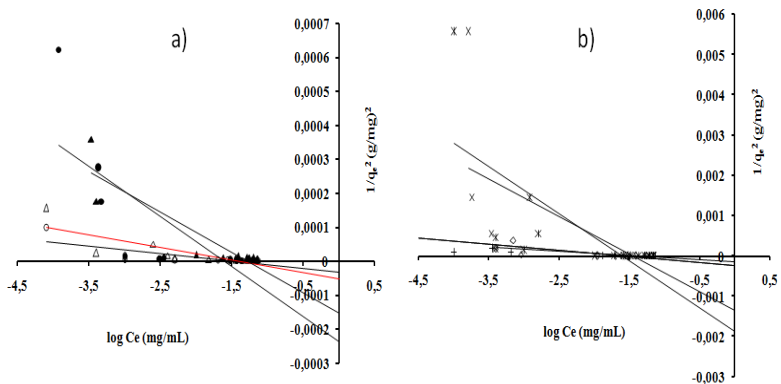 a)
0,0007
0,0006
0,0005
0,0004
0,0003
0,0002
0,0001
0
-0,0001
-0,0002
-0,0003
1/qₑ² (g/mg)²
-4,5 -3,5 -2,5 -1,5 -0,5 0,5
log Ce (mg/mL)
b)
0,006
0,005
0,004
0,003
0,002
0,001
0
-0,001
-0,002
-0,003
1/qₑ² (g/mg)²
-4,5 -3,5 -2,5 -1,5 -0,5 0,5
log Ce (mg/mL)